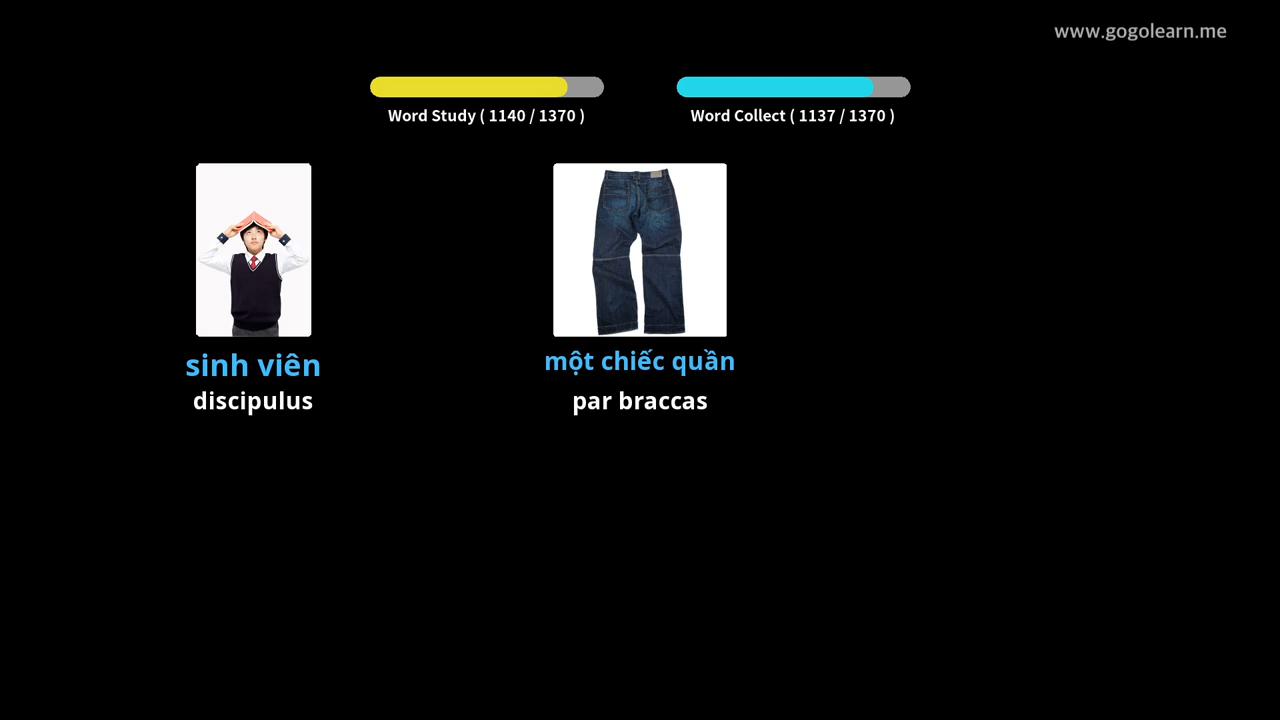 www.gogolearn.me
Word Study ( 1140 / 1370 )
Word Collect ( 1137 / 1370 )
sinh viên
discipulus
một chiếc quần
par braccas